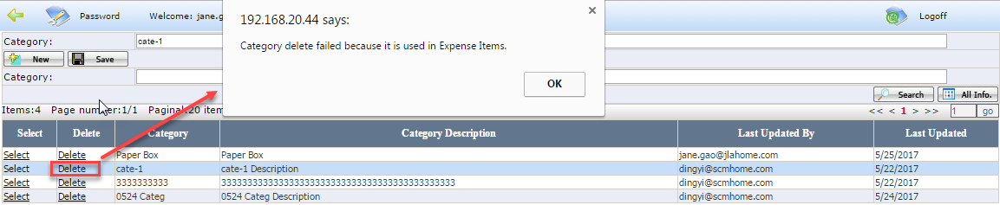 Password Welcome: jane.g
Logoff
192.168.20.44 says:
Category delete failed because it is used in Expense Items.
OK
Category: cate-1
New Save
Category:
Search All Info.
Items:4 Page number:1/1 Paginal:20 item
<< < 1 > >> 1 go
Select Delete Category Category Description Last Updated By Last Updated
Select Delete Paper Box Paper Box jane.gao@jlahome.com 5/25/2017
Select Delete cate-1 cate-1 Description dingyi@scmhome.com 5/22/2017
Select Delete 3333333333 33333333333333333333333333333333333333333333333333 dingyi@scmhome.com 5/22/2017
Select Delete 0524 Categ 0524 Categ Description dingyi@scmhome.com 5/24/2017